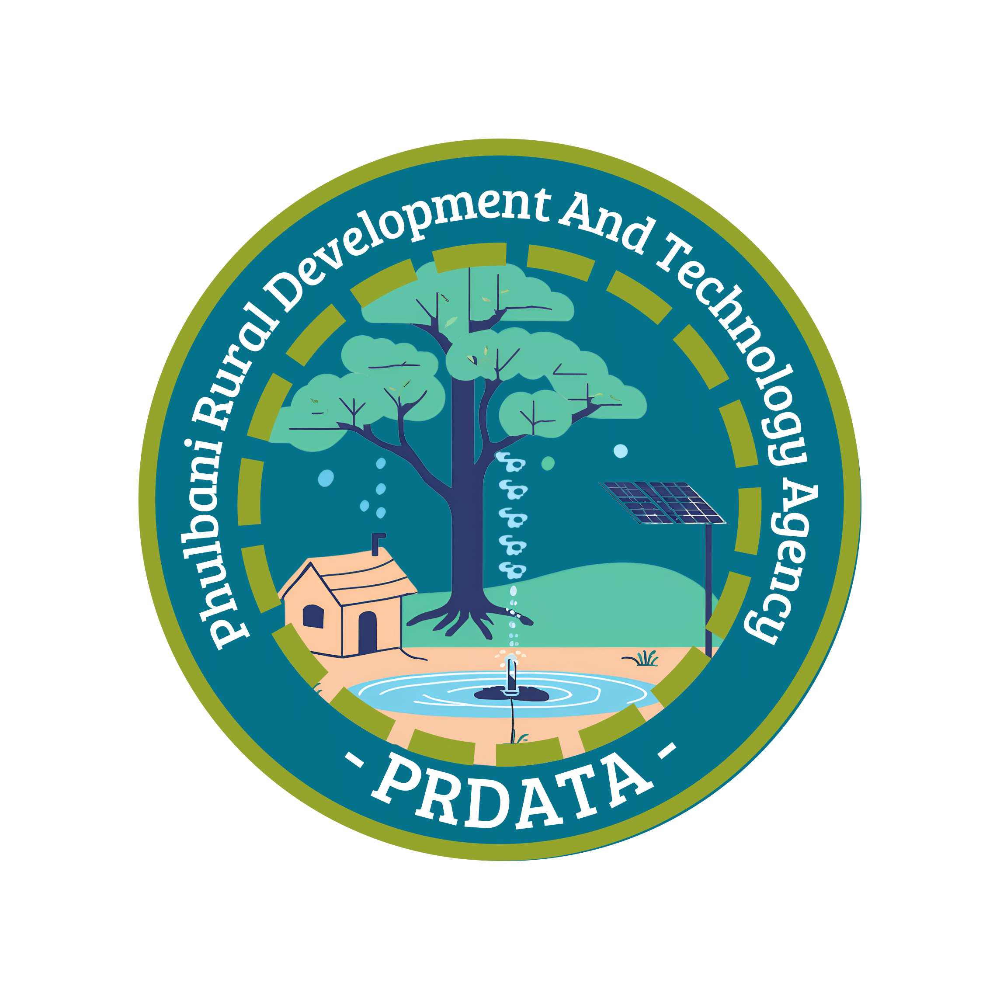 Phulbani Rural Development And Technology Agency
- PRDATA -